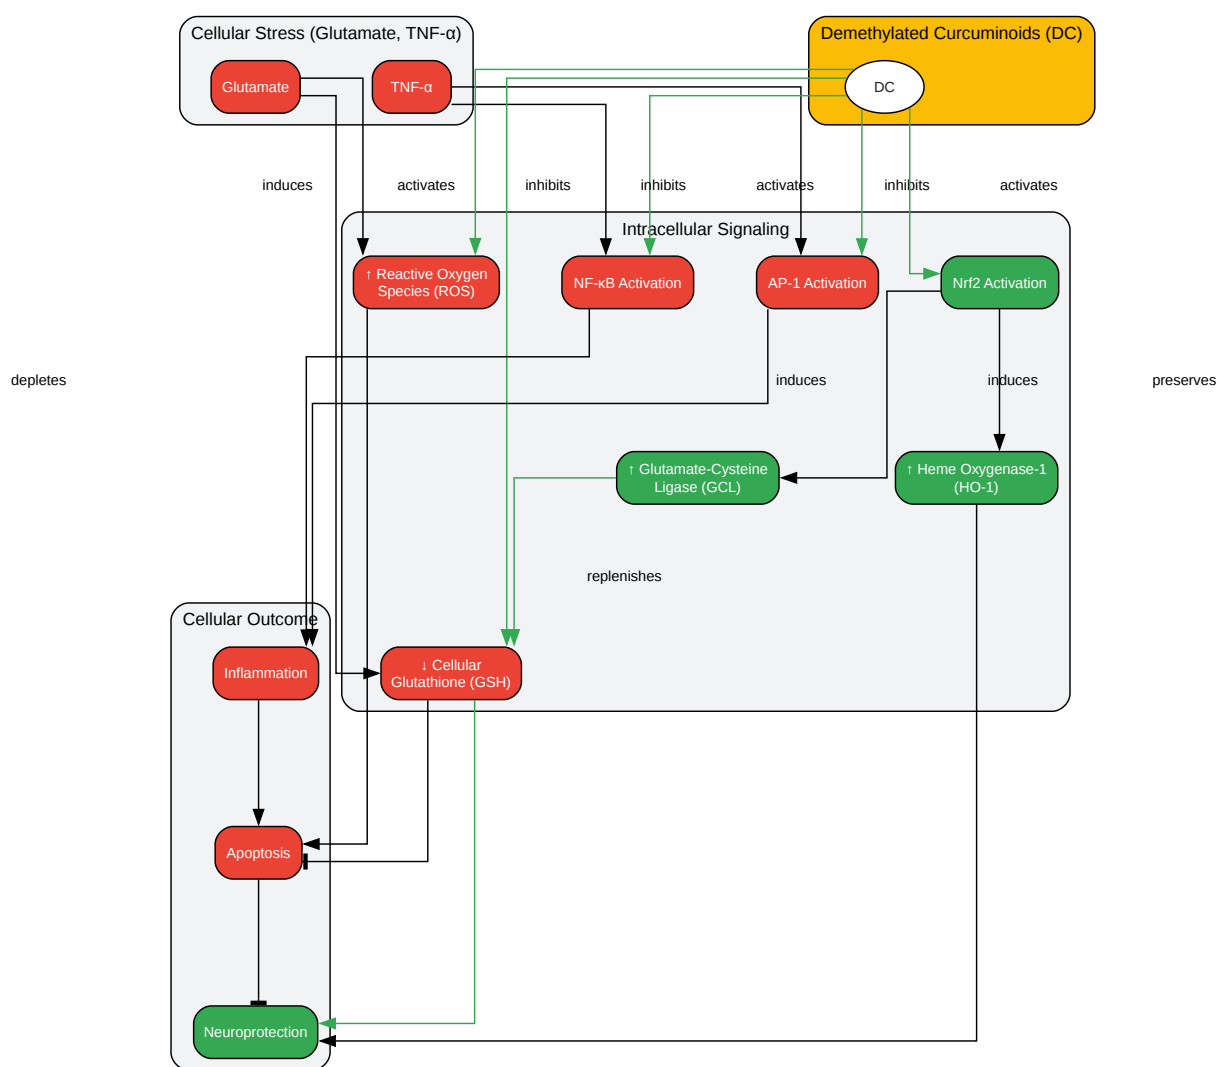 Cellular Stress (Glutamate, TNF-α)
Demethylated Curcuminoids (DC)
Glutamate
TNF-α
DC
induces
activates
inhibits
inhibits
activates
inhibits
activates
Intracellular Signaling
↑ Reactive Oxygen
Species (ROS)
NF-κB Activation
AP-1 Activation
Nrf2 Activation
depletes
induces
induces
preserves
↑ Glutamate-Cysteine
Ligase (GCL)
↑ Heme Oxygenase-1
(HO-1)
replenishes
Cellular Outcome
Inflammation
↓ Cellular
Glutathione (GSH)
Apoptosis
Neuroprotection